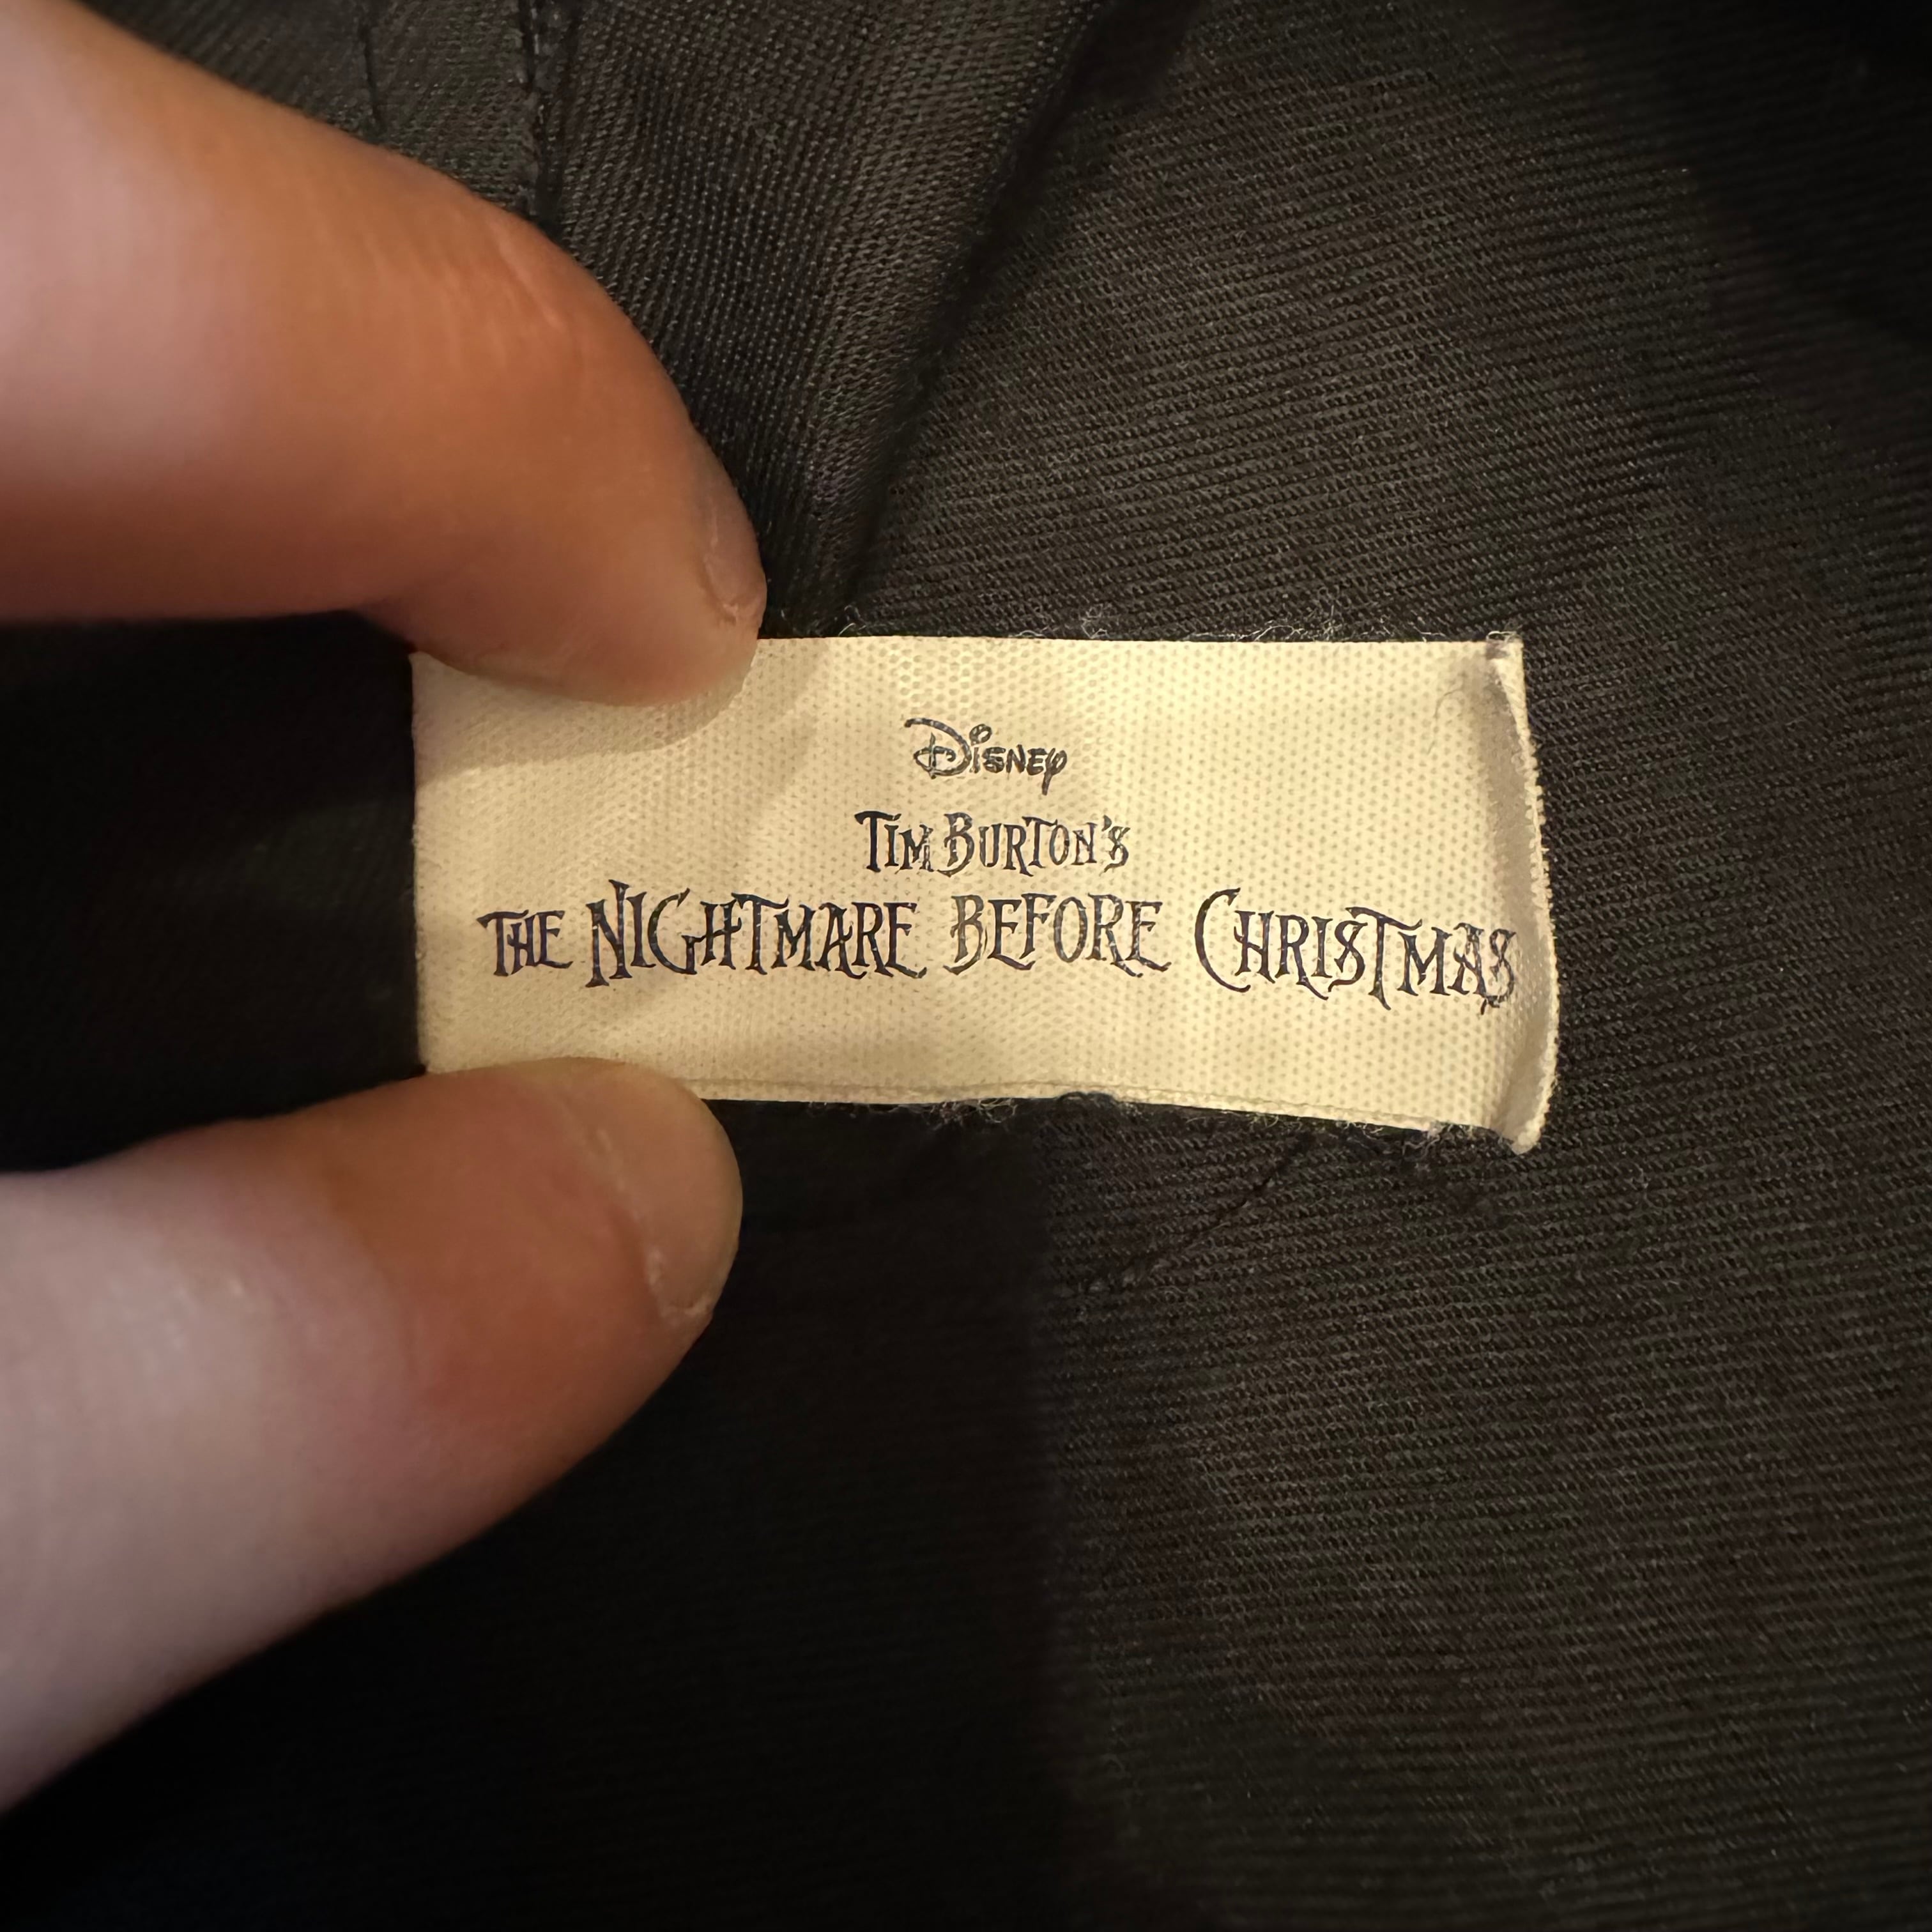 Disney
Tim Burton's
The Nightmare Before Christmas